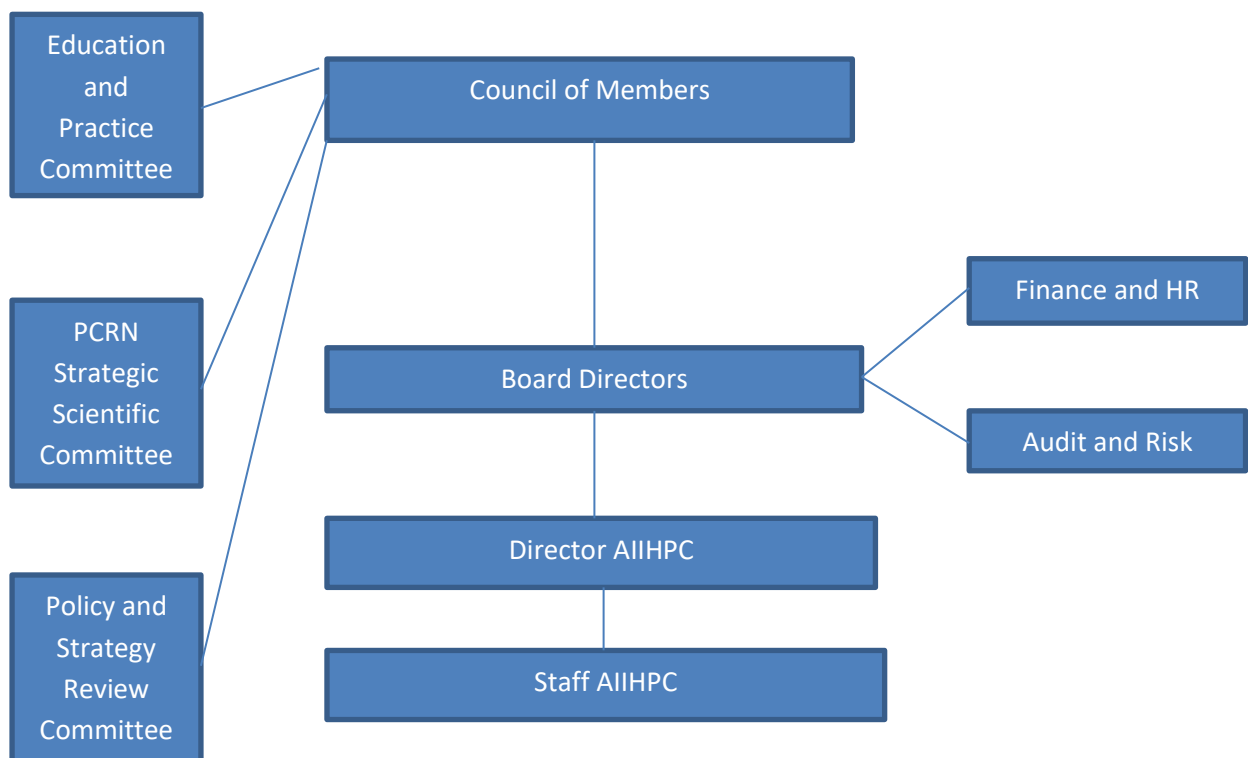 Education
and
Practice
Committee
Council of Members
Finance and HR
PCRN
Strategic
Scientific
Committee
Board Directors
Audit and Risk
Director AIIHPC
Policy and
Strategy
Review
Committee
Staff AIIHPC